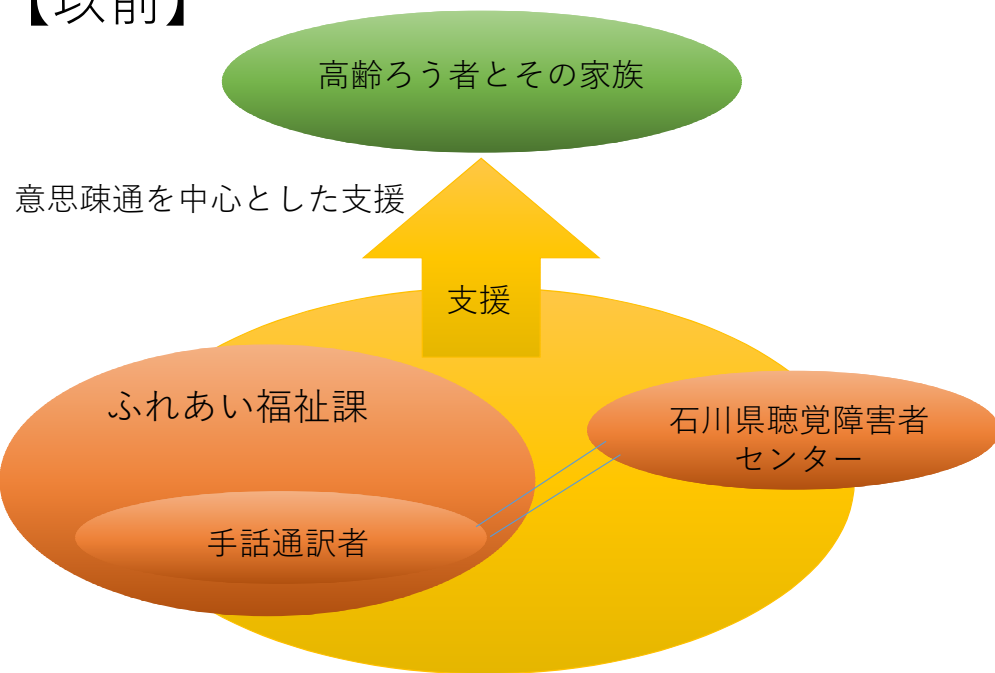 【以前】
高齢ろう者とその家族
意思疎通を中心とした支援
支援
ふれあい福祉課
石川県聴覚障害者
センター
手話通訳者